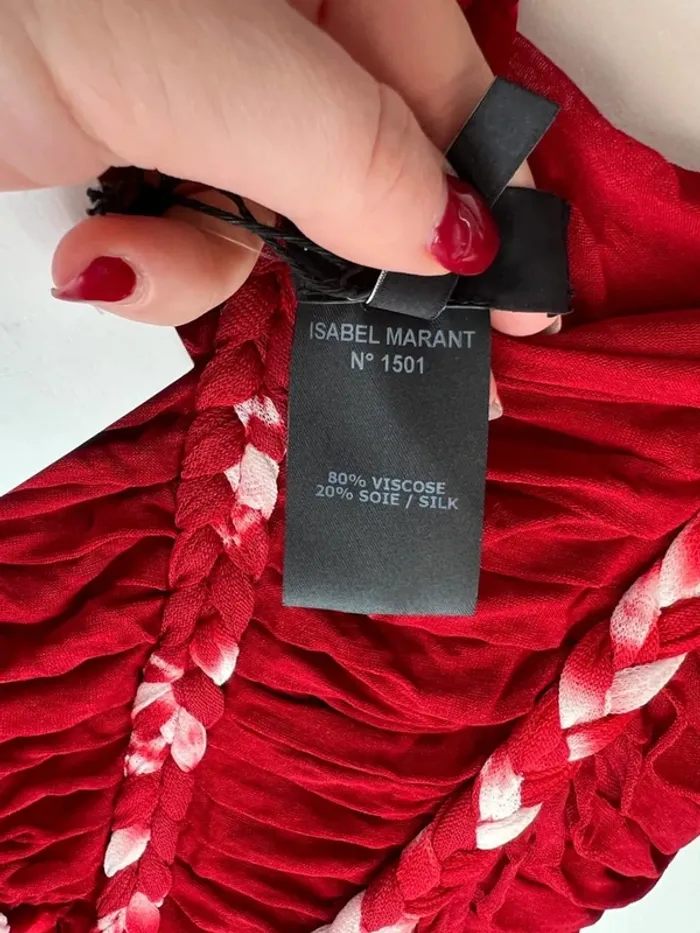 ISABEL MARANT
N° 1501
80% VISCOSE
20% SOIE / SILK